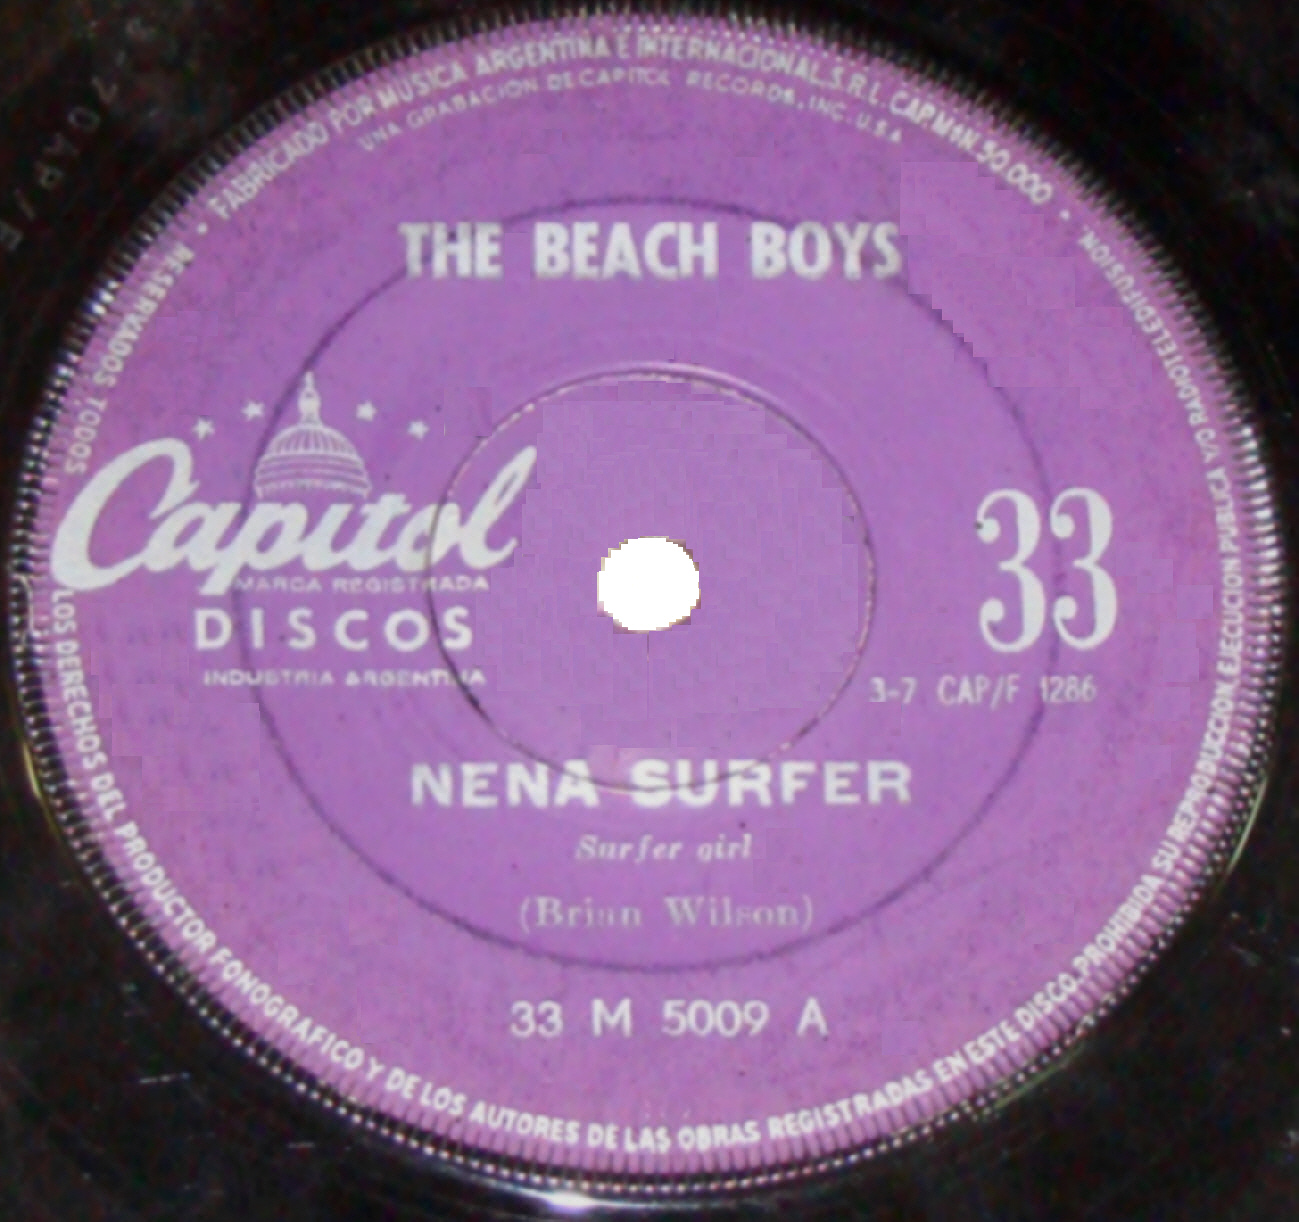 • FABRICADO POR MUSICA ARGENTINA E INTERNACIONAL.S.R.L. CAP.M$N.50.000 •
UNA GRABACION DE CAPITOL RECORDS, INC. U.S.A
THE BEACH BOYS
Capitol
MARCA REGISTRADA
DISCOS
INDUSTRIA ARGENTINA
33
3-7 CAP/F 1286
NENA SURFER
Surfer girl
(Brian Wilson)
33 M 5009 A
RESERVADOS TODOS LOS DERECHOS DEL PRODUCTOR FONOGRAFICO Y DE LOS AUTORES DE LAS OBRAS REGISTRADAS EN ESTE DISCO. PROHIBIDA SU REPRODUCCION, EJECUCION PUBLICA Y/O RADIOTELEDIFUSION.